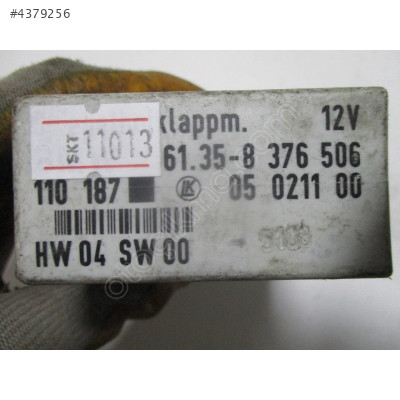 #4379256
klappm. 12V
SKT 11013
61.35-8 376 506
110 187 LK 05 0211 00
HW 04 SW 00